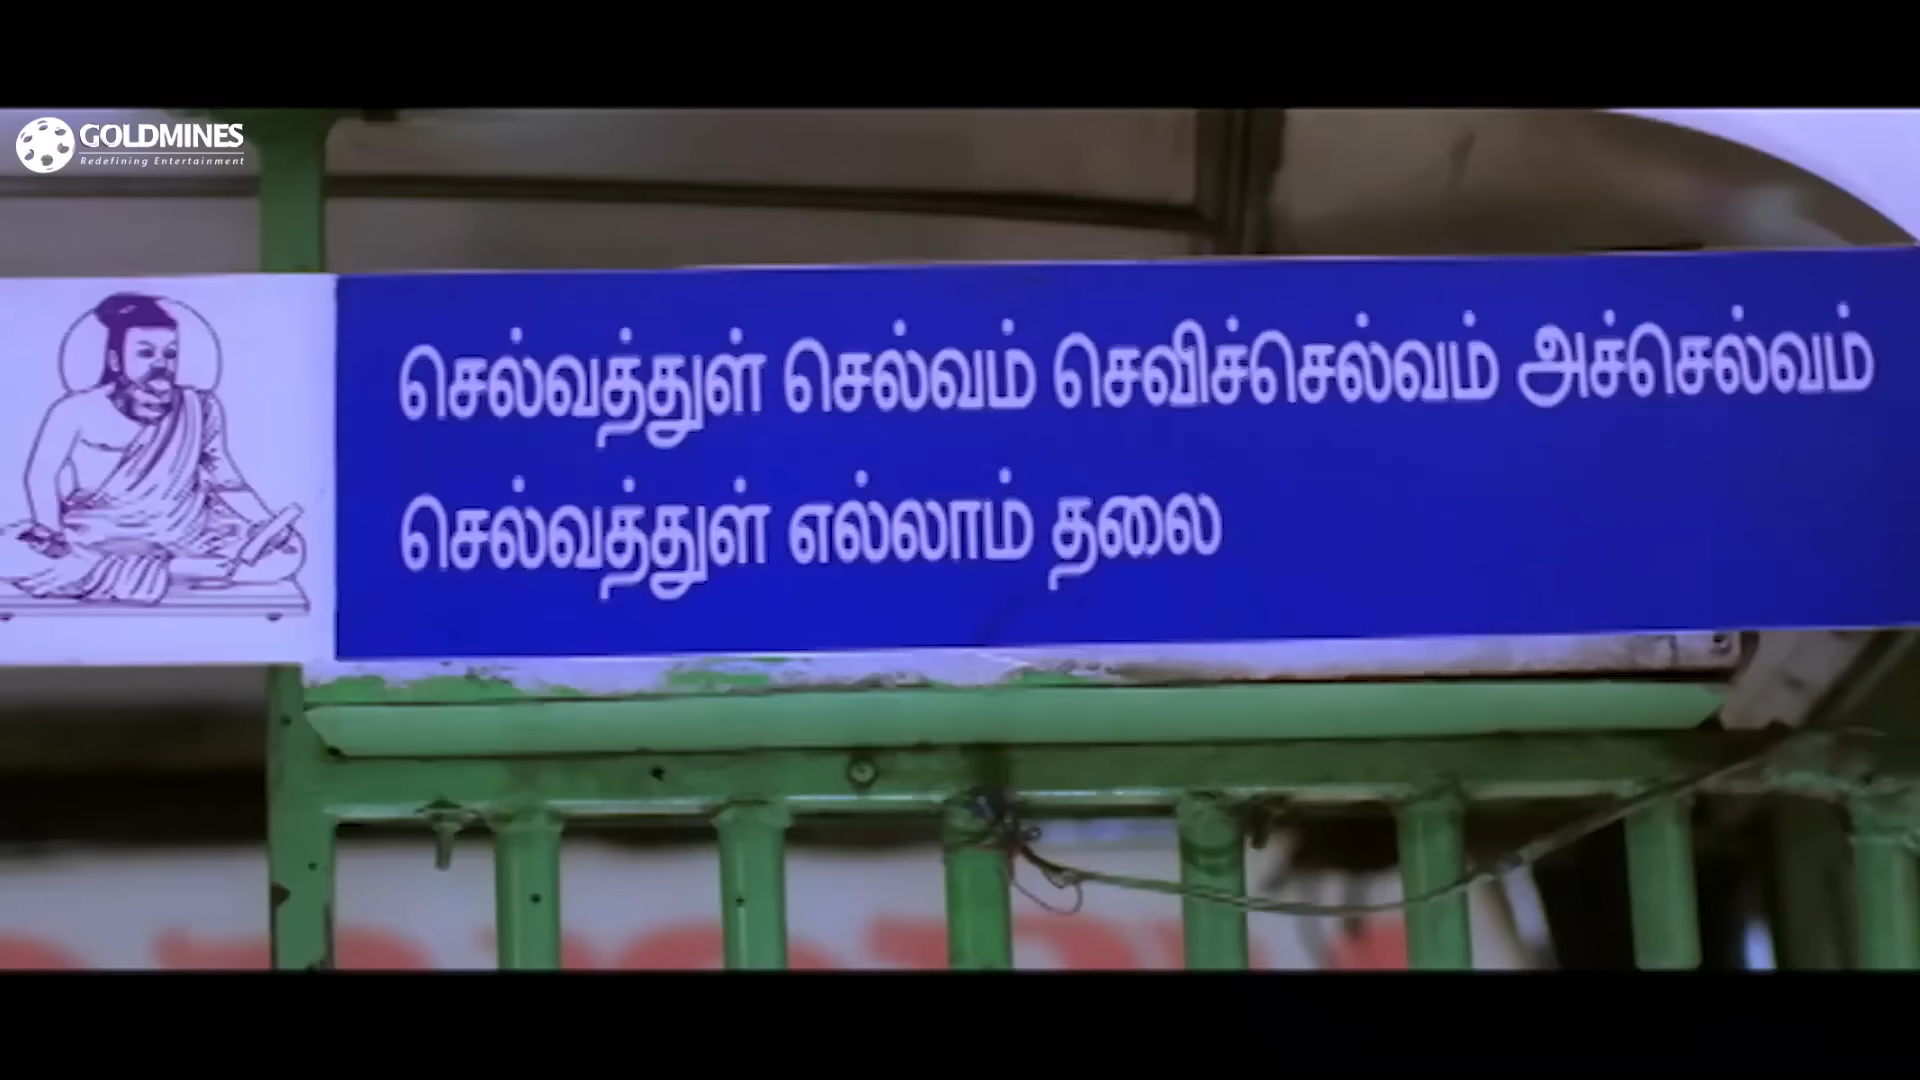 GOLDMINES
Redefining Entertainment
செல்வத்துள் செல்வம் செவிச்செல்வம் அச்செல்வம்
செல்வத்துள் எல்லாம் தலை